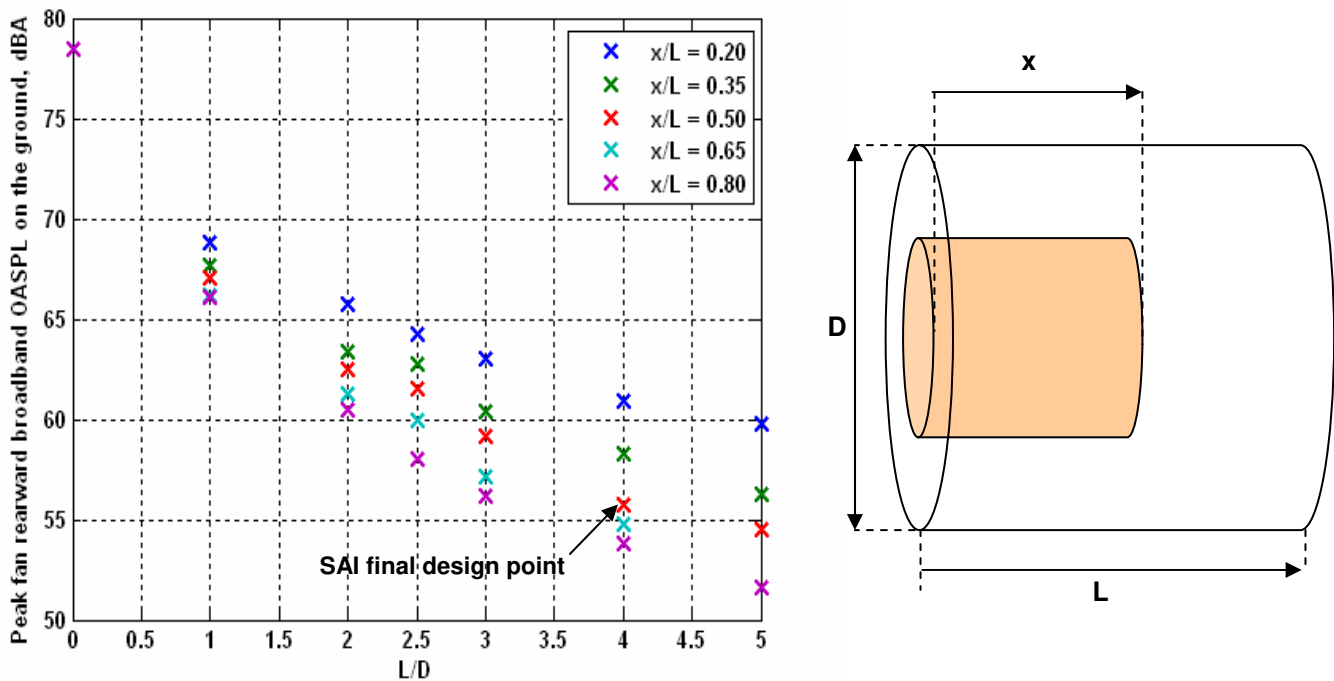 Peak fan rearward broadband OASPL on the ground, dBA
80
75
70
65
60
55
50
x/L = 0.20
x/L = 0.35
x/L = 0.50
x/L = 0.65
x/L = 0.80
SAI final design point
0 0.5 1 1.5 2 2.5 3 3.5 4 4.5 5
L/D
x
D
L